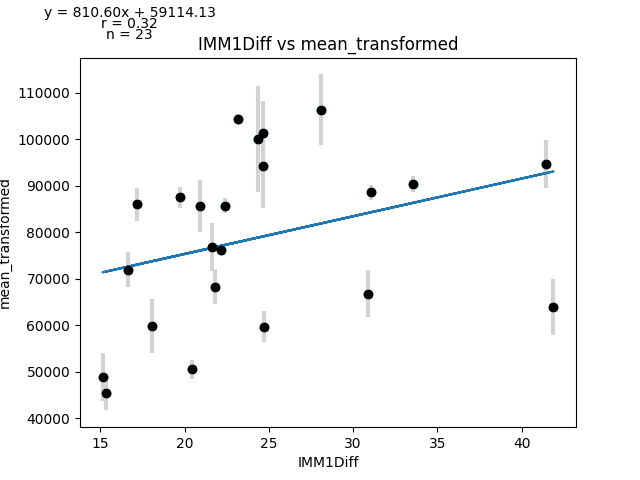 y = 810.60x + 59114.13
r = 0.32
n = 23
IMM1Diff vs mean_transformed
mean_transformed
110000
100000
90000
80000
70000
60000
50000
40000
15 20 25 30 35 40
IMM1Diff